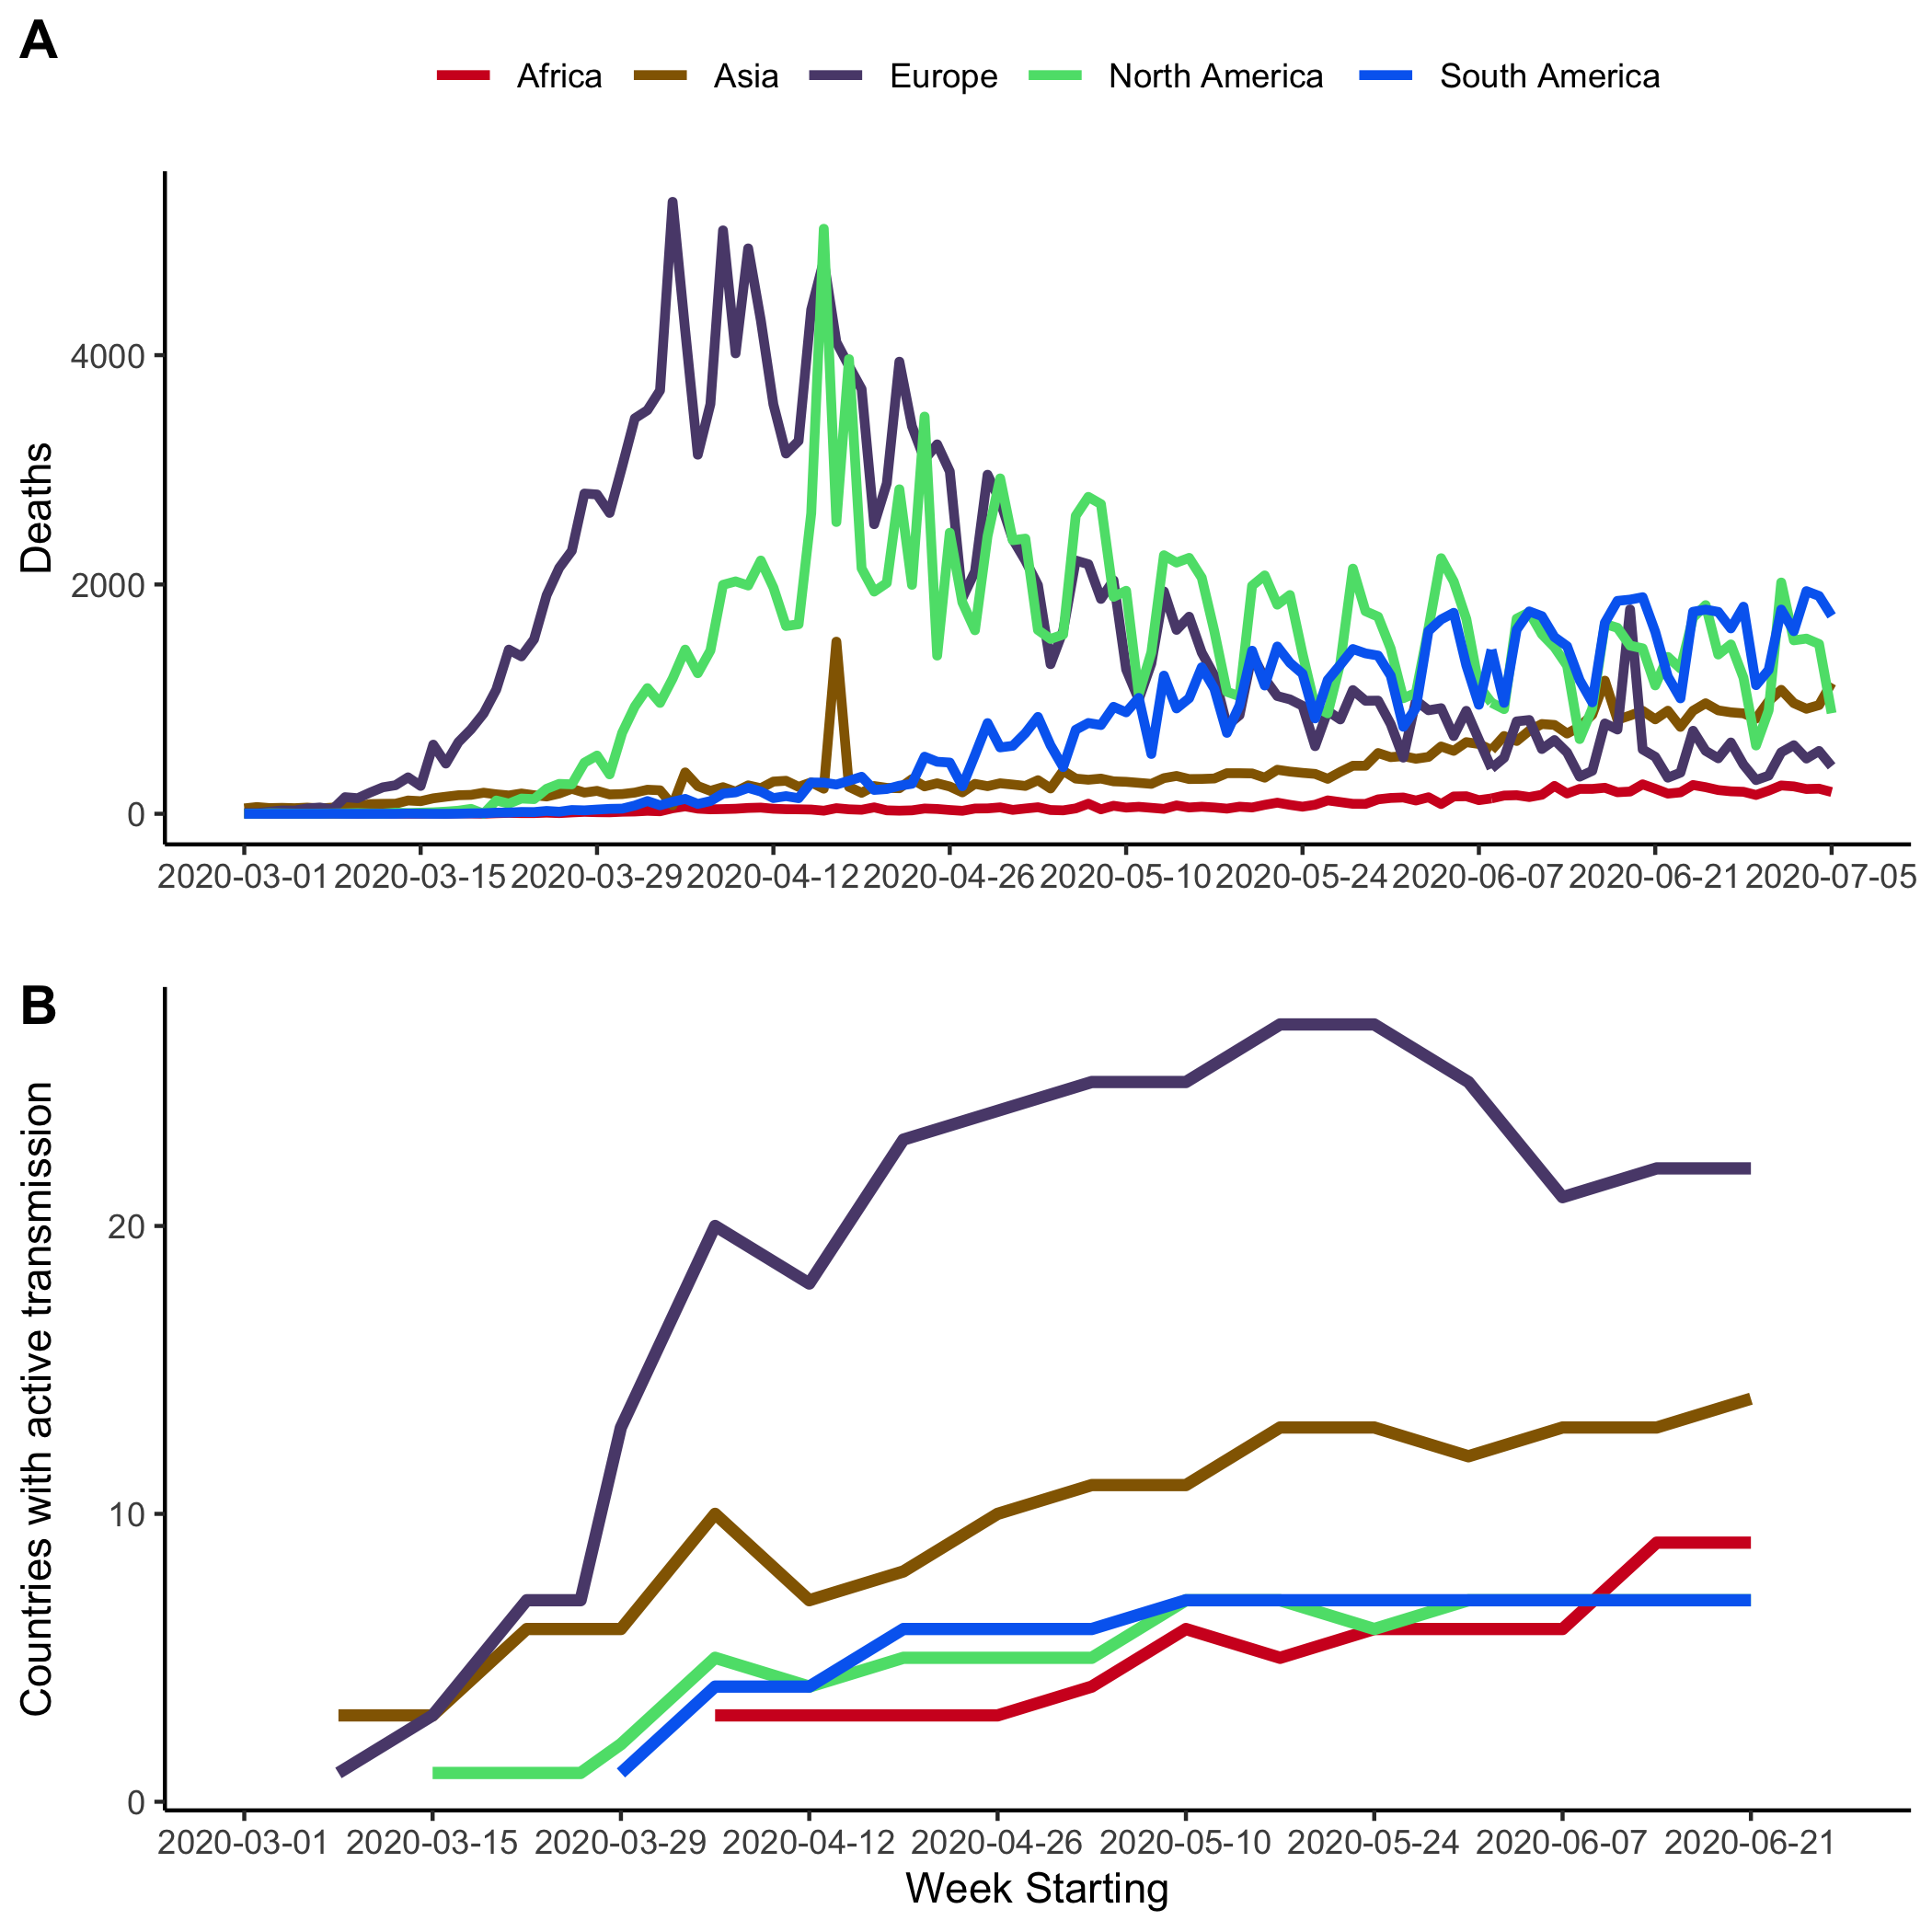 A
Africa Asia Europe North America South America
Deaths
4000
2000
0
2020-03-01 2020-03-15 2020-03-29 2020-04-12 2020-04-26 2020-05-10 2020-05-24 2020-06-07 2020-06-21 2020-07-05
B
Countries with active transmission
20
10
0
2020-03-01 2020-03-15 2020-03-29 2020-04-12 2020-04-26 2020-05-10 2020-05-24 2020-06-07 2020-06-21
Week Starting